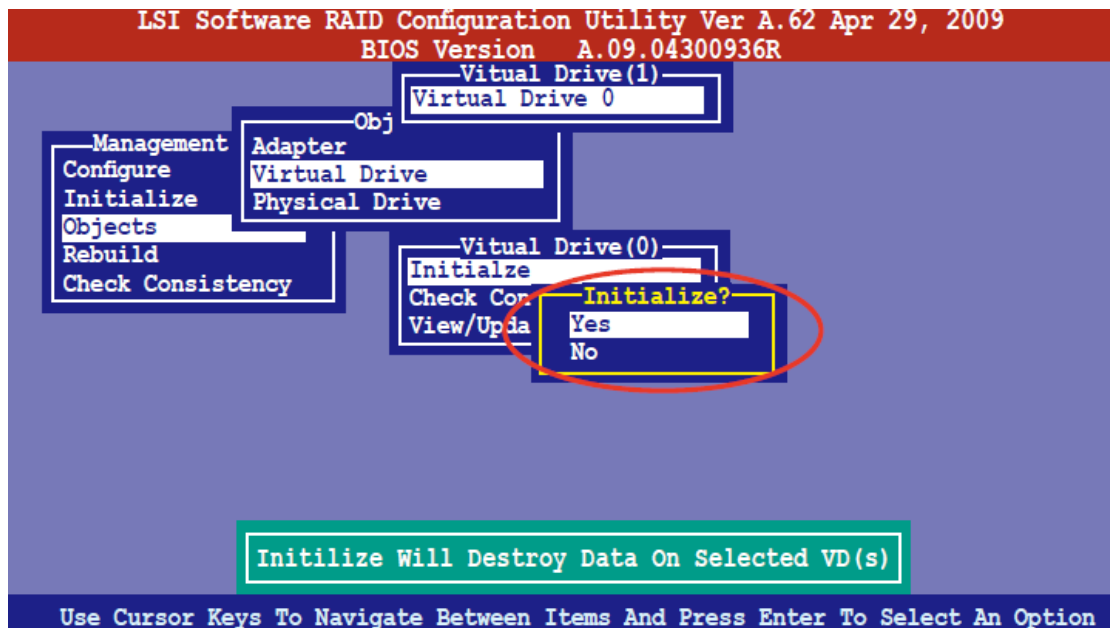 LSI Software RAID Configuration Utility Ver A.62 Apr 29, 2009
BIOS Version A.09.04300936R
Vitual Drive(1)
Virtual Drive 0
Obj
Adapter
Virtual Drive
Physical Drive
Management
Configure
Initialize
Objects
Rebuild
Check Consistency
Vitual Drive(0)
Initialze
Check Con
View/Upda
Initialize?
Yes
No
Initilize Will Destroy Data On Selected VD(s)
Use Cursor Keys To Navigate Between Items And Press Enter To Select An Option